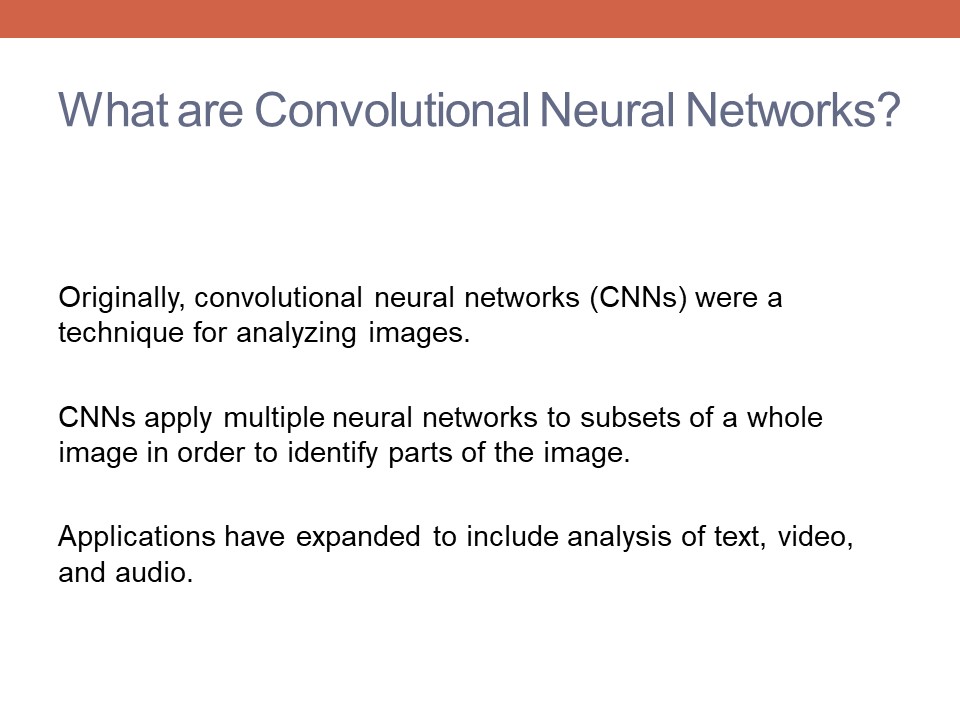 What are Convolutional Neural Networks?
Originally, convolutional neural networks (CNNs) were a
technique for analyzing images.
CNNs apply multiple neural networks to subsets of a whole
image in order to identify parts of the image.
Applications have expanded to include analysis of text, video,
and audio.